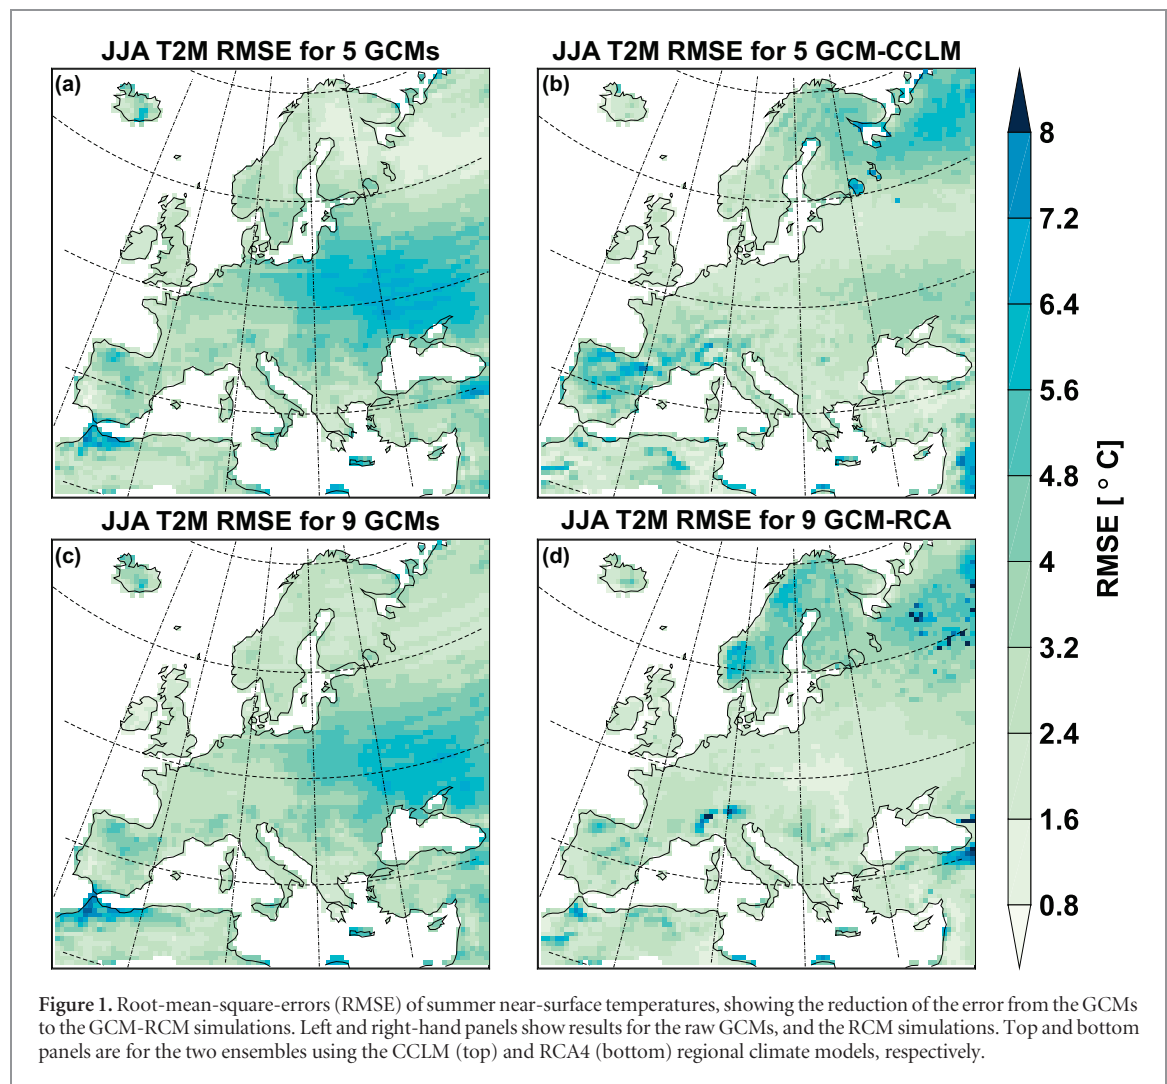 JJA T2M RMSE for 5 GCMs
JJA T2M RMSE for 5 GCM-CCLM
(a)
(b)
JJA T2M RMSE for 9 GCMs
JJA T2M RMSE for 9 GCM-RCA
(c)
(d)
8
7.2
6.4
5.6
4.8
4
3.2
2.4
1.6
0.8
RMSE [°C]
Figure 1. Root-mean-square-errors (RMSE) of summer near-surface temperatures, showing the reduction of the error from the GCMs
to the GCM-RCM simulations. Left and right-hand panels show results for the raw GCMs, and the RCM simulations. Top and bottom
panels are for the two ensembles using the CCLM (top) and RCA4 (bottom) regional climate models, respectively.